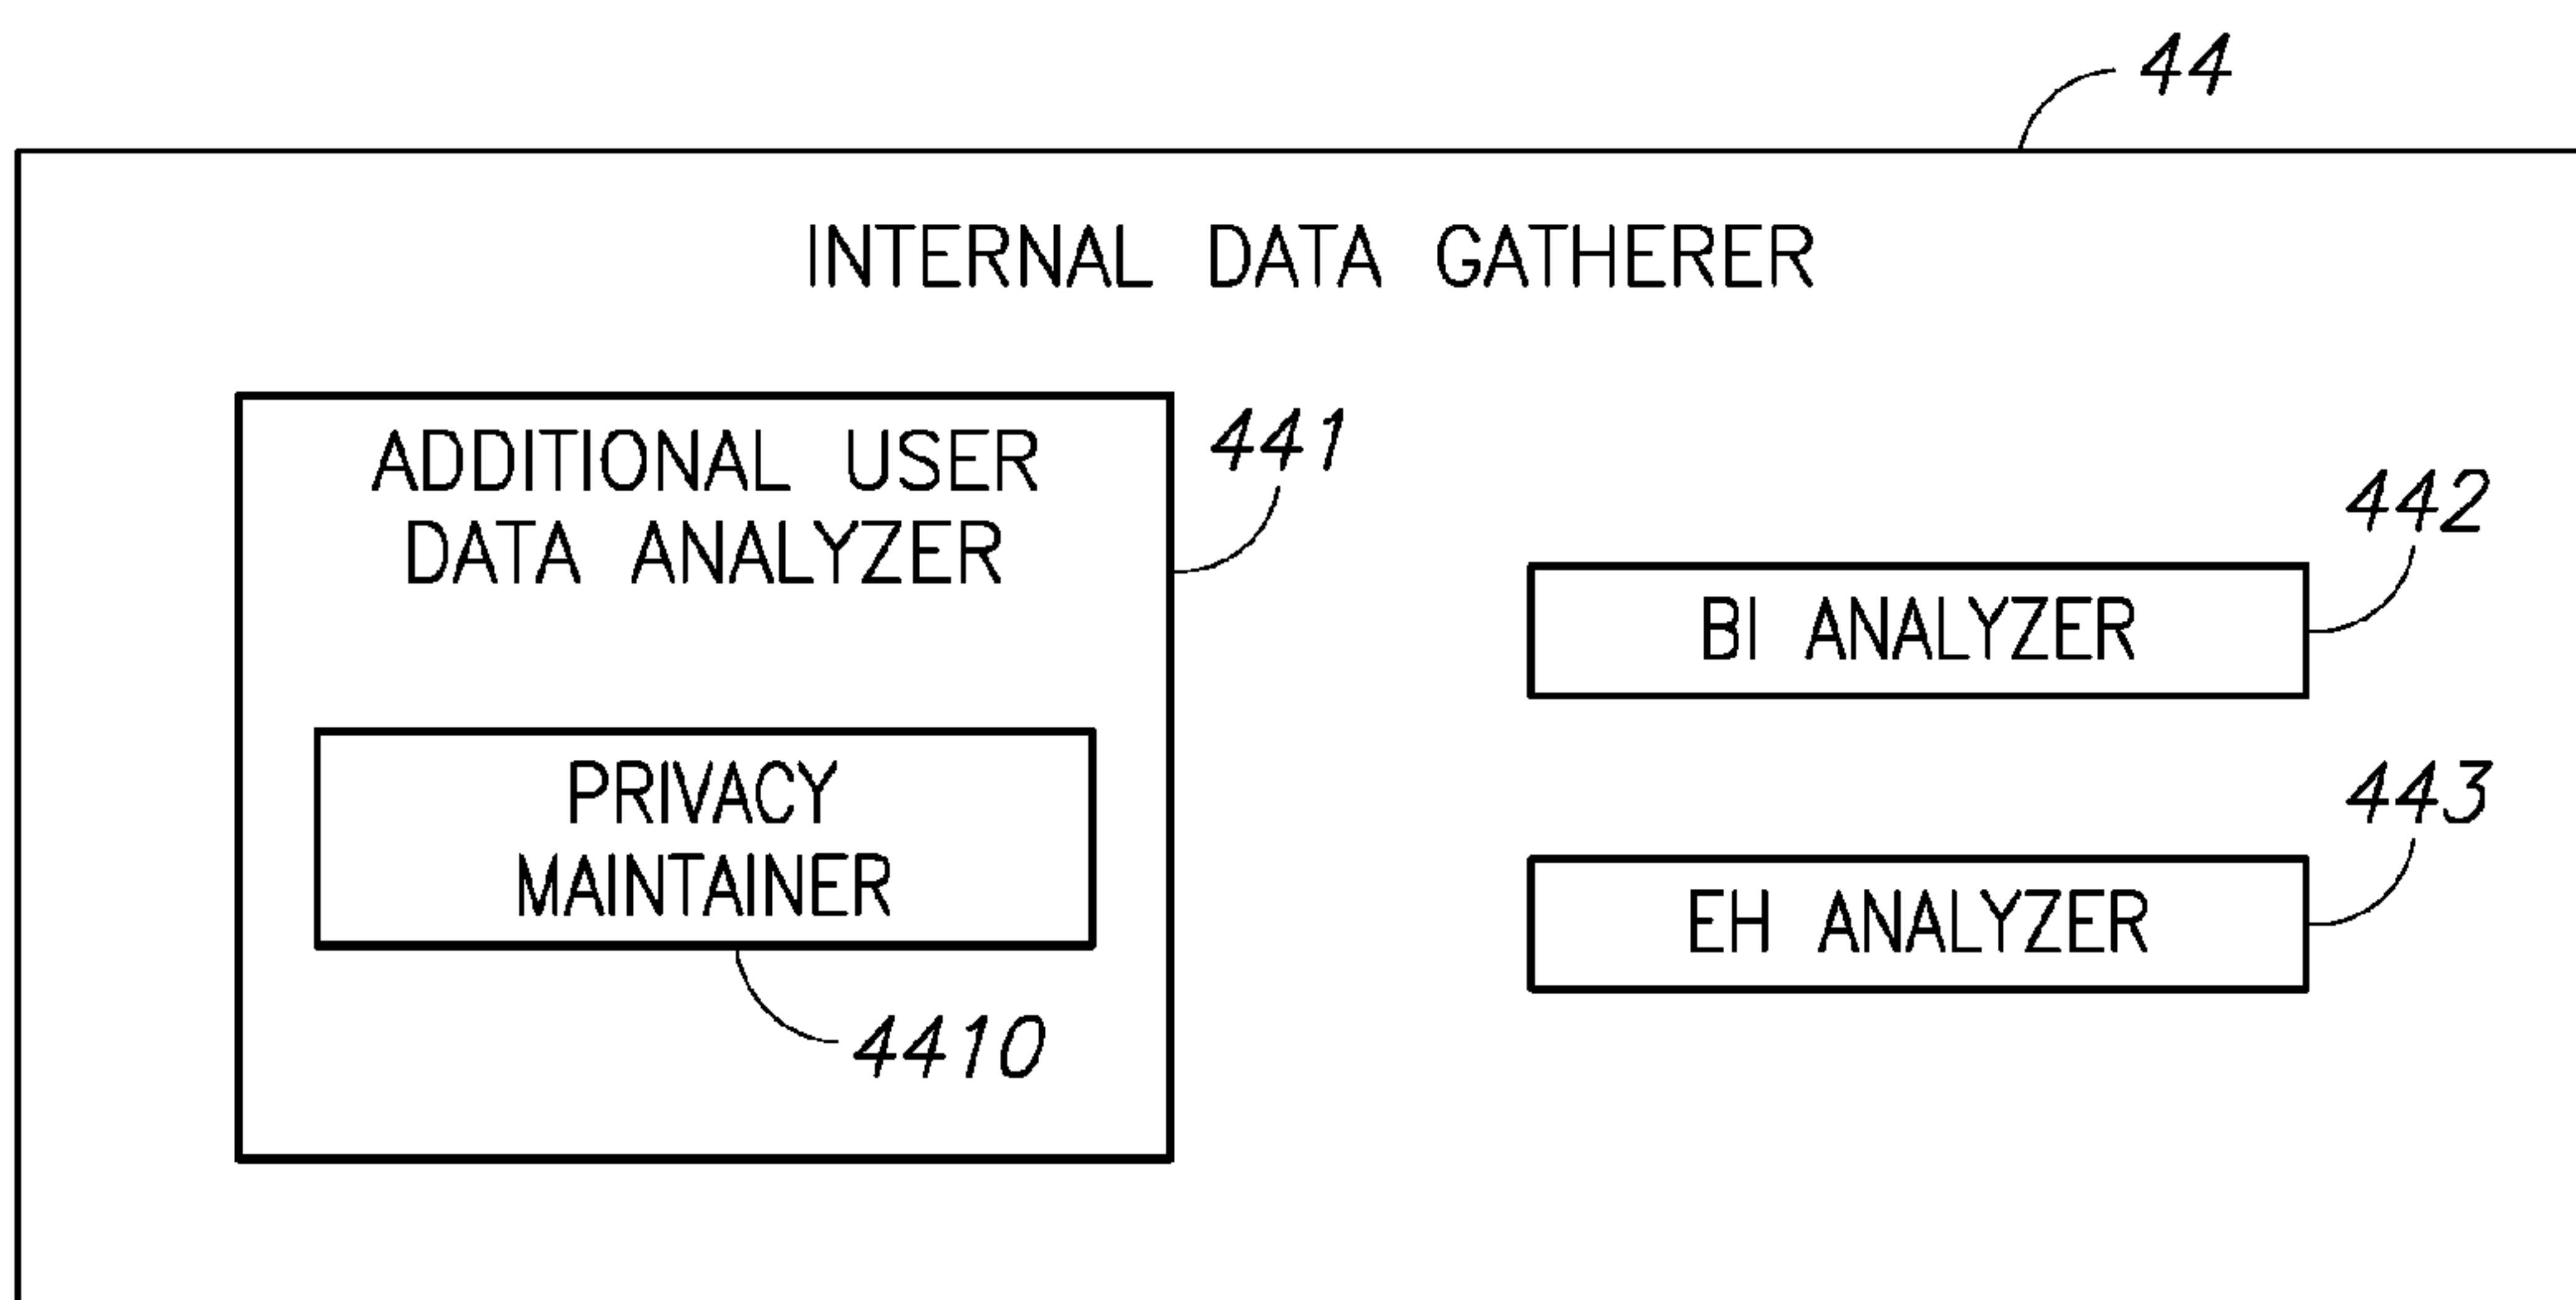 44
INTERNAL DATA GATHERER
ADDITIONAL USER
DATA ANALYZER
441
PRIVACY
MAINTAINER
4410
442
BI ANALYZER
443
EH ANALYZER